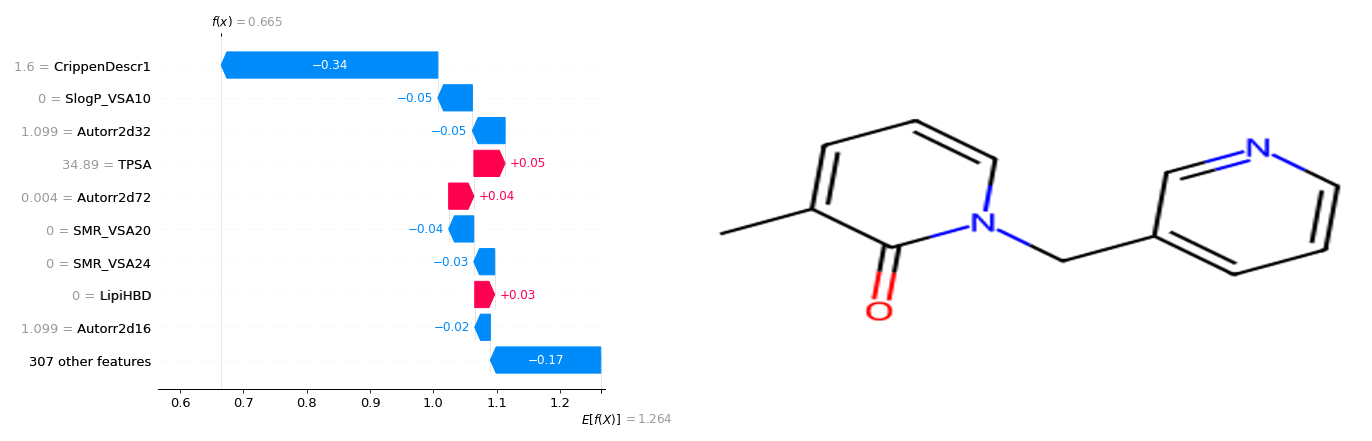 f(x) = 0.665
1.6 = CrippenDescr1
−0.34
0 = SlogP_VSA10
−0.05
1.099 = Autorr2d32
−0.05
34.89 = TPSA
+0.05
0.004 = Autorr2d72
+0.04
0 = SMR_VSA20
−0.04
0 = SMR_VSA24
−0.03
0 = LipiHBD
+0.03
1.099 = Autorr2d16
−0.02
307 other features
−0.17
0.6 0.7 0.8 0.9 1.0 1.1 1.2
E[f(X)] = 1.264
N
N
O